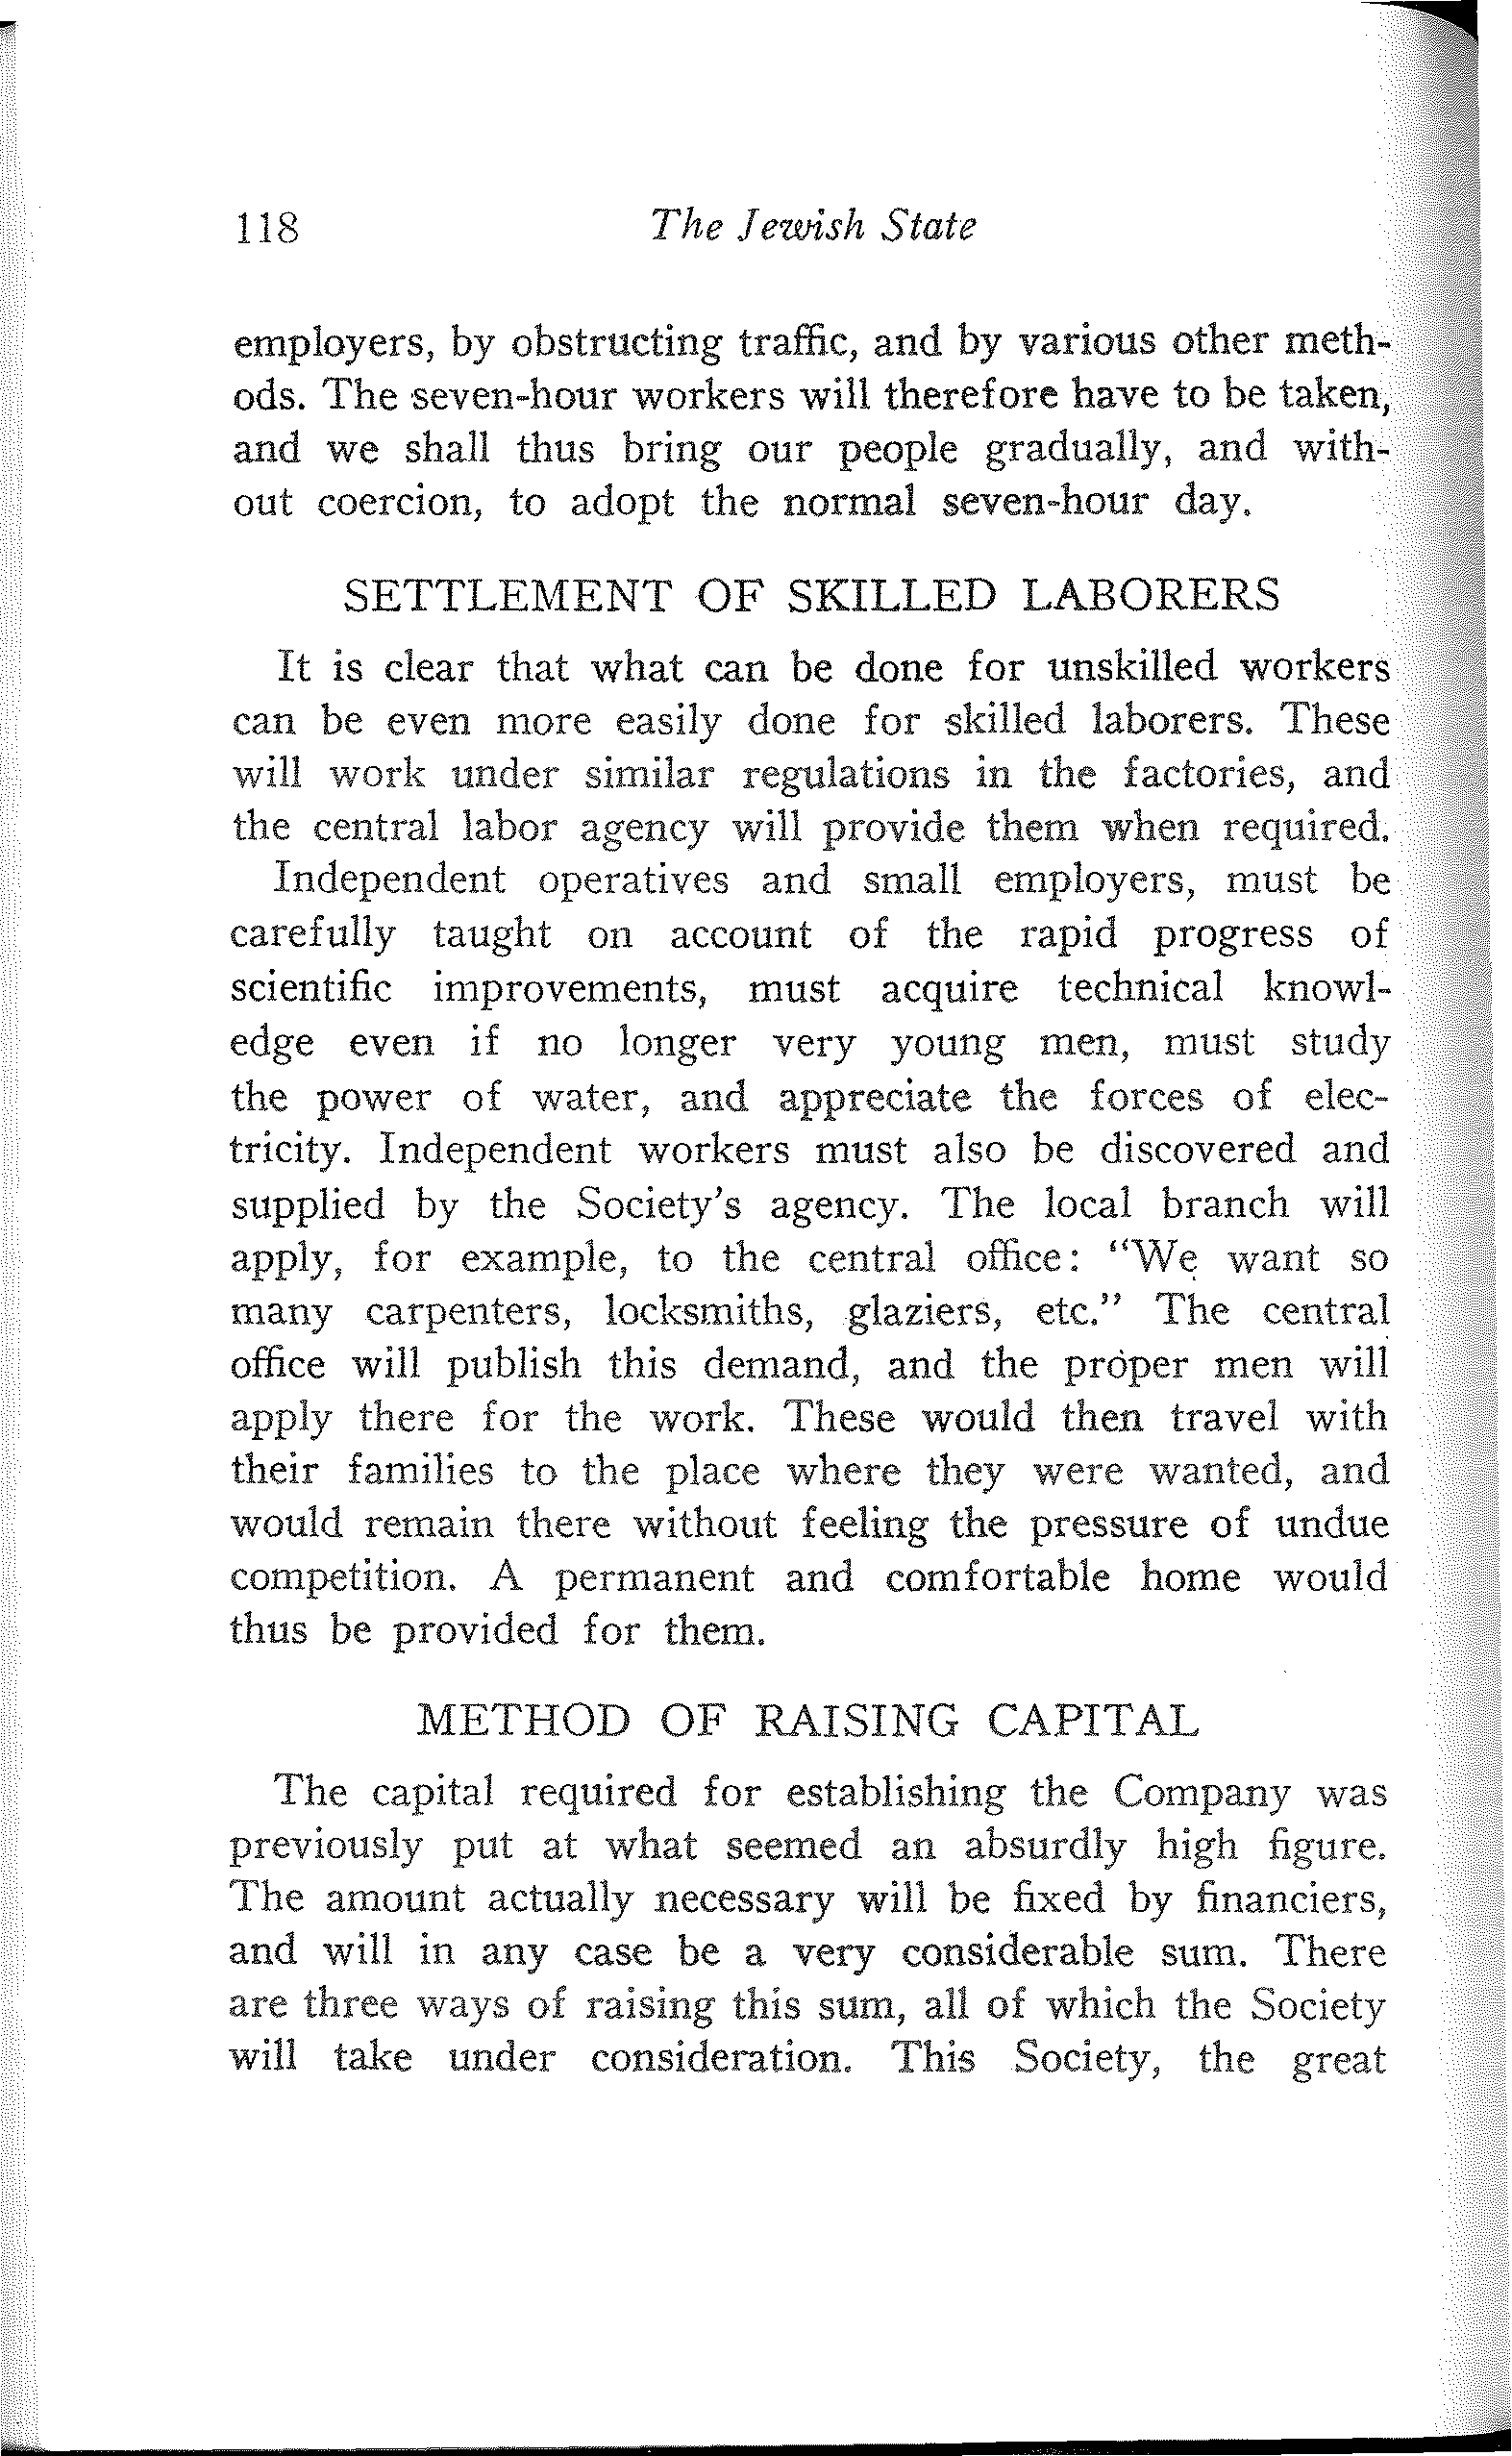 118 The Jewish State
employers, by obstructing traffic, and by various other meth-
ods. The seven-hour workers will therefore have to be taken,
and we shall thus bring our people gradually, and with-
out coercion, to adopt the normal seven-hour day.
SETTLEMENT OF SKILLED LABORERS
It is clear that what can be done for unskilled workers
can be even more easily done for skilled laborers. These
will work under similar regulations in the factories, and
the central labor agency will provide them when required.
Independent operatives and small employers, must be
carefully taught on account of the rapid progress of
scientific improvements, must acquire technical knowl-
edge even if no longer very young men, must study
the power of water, and appreciate the forces of elec-
tricity. Independent workers must also be discovered and
supplied by the Society's agency. The local branch will
apply, for example, to the central office: "We want so
many carpenters, locksmiths, glaziers, etc." The central
office will publish this demand, and the proper men will
apply there for the work. These would then travel with
their families to the place where they were wanted, and
would remain there without feeling the pressure of undue
competition. A permanent and comfortable home would
thus be provided for them.
METHOD OF RAISING CAPITAL
The capital required for establishing the Company was
previously put at what seemed an absurdly high figure.
The amount actually necessary will be fixed by financiers,
and will in any case be a very considerable sum. There
are three ways of raising this sum, all of which the Society
will take under consideration. This Society, the great